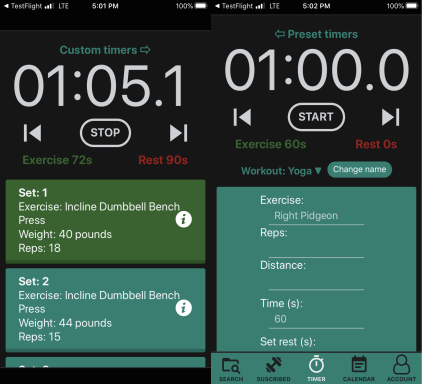 TestFlight LTE 5:01 PM 100%
Custom timers
01:05.1
STOP
Exercise 72s Rest 90s
Set: 1
Exercise: Incline Dumbbell Bench
Press
Weight: 40 pounds
Reps: 18
Set: 2
Exercise: Incline Dumbbell Bench
Press
Weight: 44 pounds
Reps: 15
TestFlight LTE 5:02 PM 100%
Preset timers
01:00.0
START
Exercise 60s Rest 0s
Workout: Yoga ▼ Change name
Exercise:
Right Pidgeon
Reps:
Distance:
Time (s):
60
Set rest (s):
SEARCH SUSCRIBED TIMER CALENDAR ACCOUNT